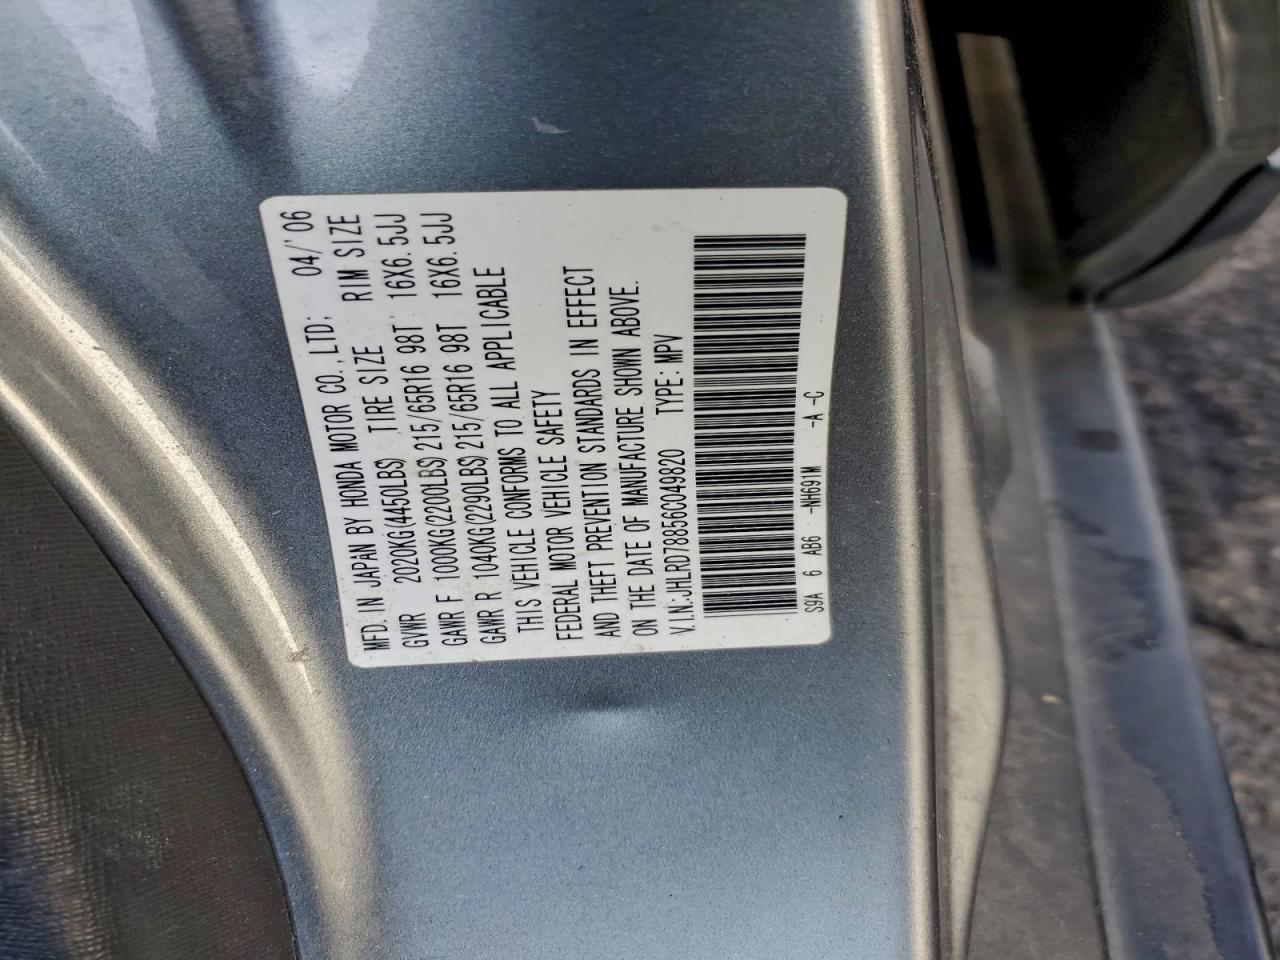 MFD. IN JAPAN BY HONDA MOTOR CO., LTD: 04/'06
GVWR 2020KG(4450LBS) TIRE SIZE RIM SIZE
GAWR F 1000KG(2200LBS) 215/65R16 98T 16X6.5JJ
GAWR R 1040KG(2290LBS) 215/65R16 98T 16X6.5JJ
THIS VEHICLE CONFORMS TO ALL APPLICABLE
FEDERAL MOTOR VEHICLE SAFETY
AND THEFT PREVENTION STANDARDS IN EFFECT
ON THE DATE OF MANUFACTURE SHOWN ABOVE.
V.I.N:JHLRD78856C049820 TYPE: MPV
S9A 6 AB6 -NH691M -A -C